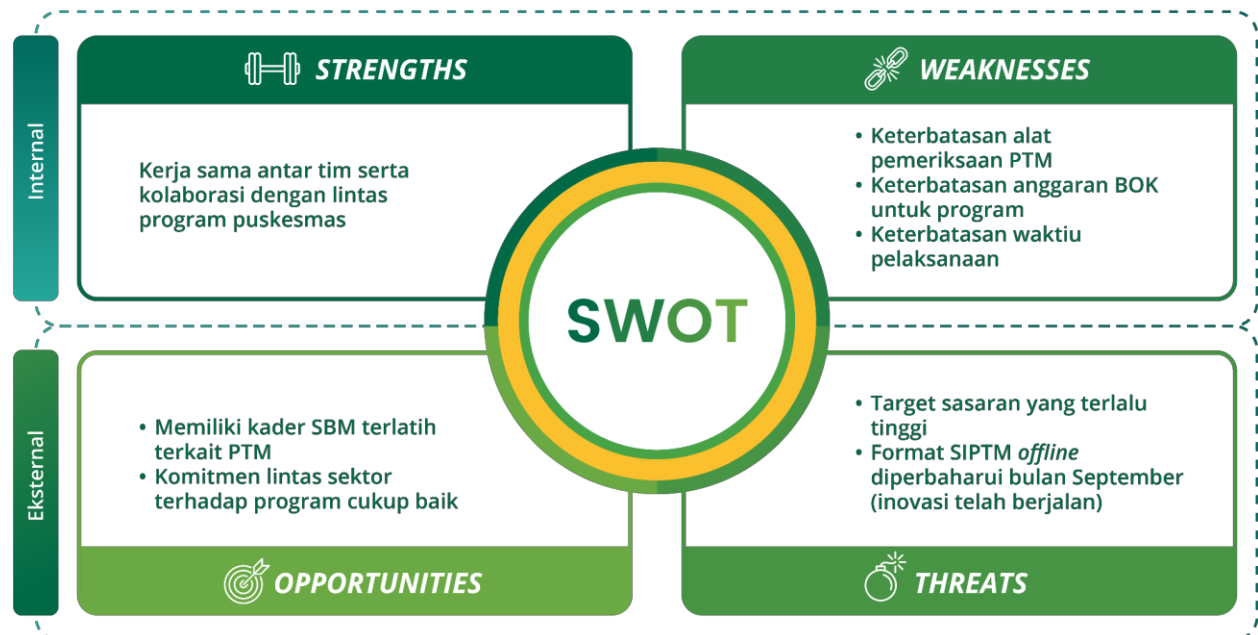 Internal
STRENGTHS
Kerja sama antar tim serta
kolaborasi dengan lintas
program puskesmas
WEAKNESSES
• Keterbatasan alat
pemeriksaan PTM
• Keterbatasan anggaran BOK
untuk program
• Keterbatasan waktiu
pelaksanaan
SWOT
Eksternal
• Memiliki kader SBM terlatih
terkait PTM
• Komitmen lintas sektor
terhadap program cukup baik
OPPORTUNITIES
• Target sasaran yang terlalu
tinggi
• Format SIPTM offline
diperbaharui bulan September
(inovasi telah berjalan)
THREATS